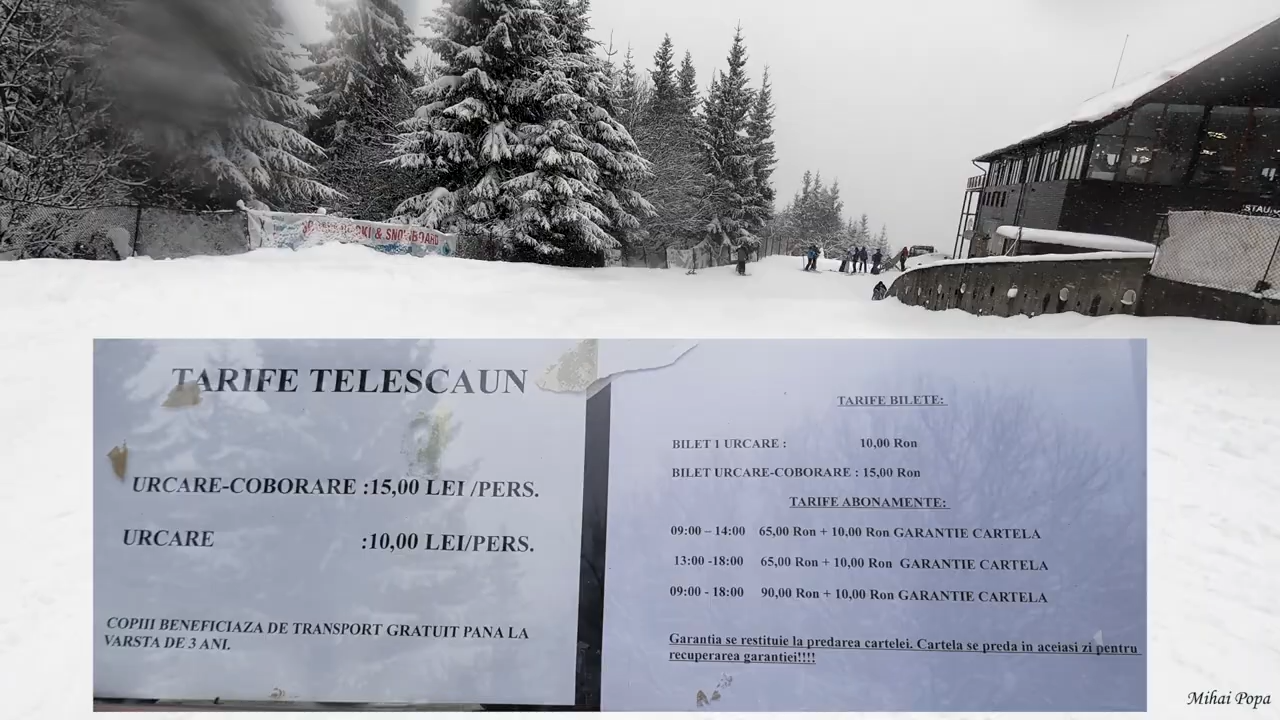 SKI & SNOWBOARD
TARIFE TELESCAUN
URCARE-COBORARE :15,00 LEI /PERS.
URCARE :10,00 LEI/PERS.
COPIII BENEFICIAZA DE TRANSPORT GRATUIT PANA LA
VARSTA DE 3 ANI.
TARIFE BILETE:
BILET 1 URCARE : 10,00 Ron
BILET URCARE-COBORARE : 15,00 Ron
TARIFE ABONAMENTE:
09:00 – 14:00 65,00 Ron + 10,00 Ron GARANTIE CARTELA
13:00 -18:00 65,00 Ron + 10,00 Ron GARANTIE CARTELA
09:00 - 18:00 90,00 Ron + 10,00 Ron GARANTIE CARTELA
Garantia se restituie la predarea cartelei. Cartela se preda in aceiasi zi pentru
recuperarea garantiei!!!!
Mihai Popa